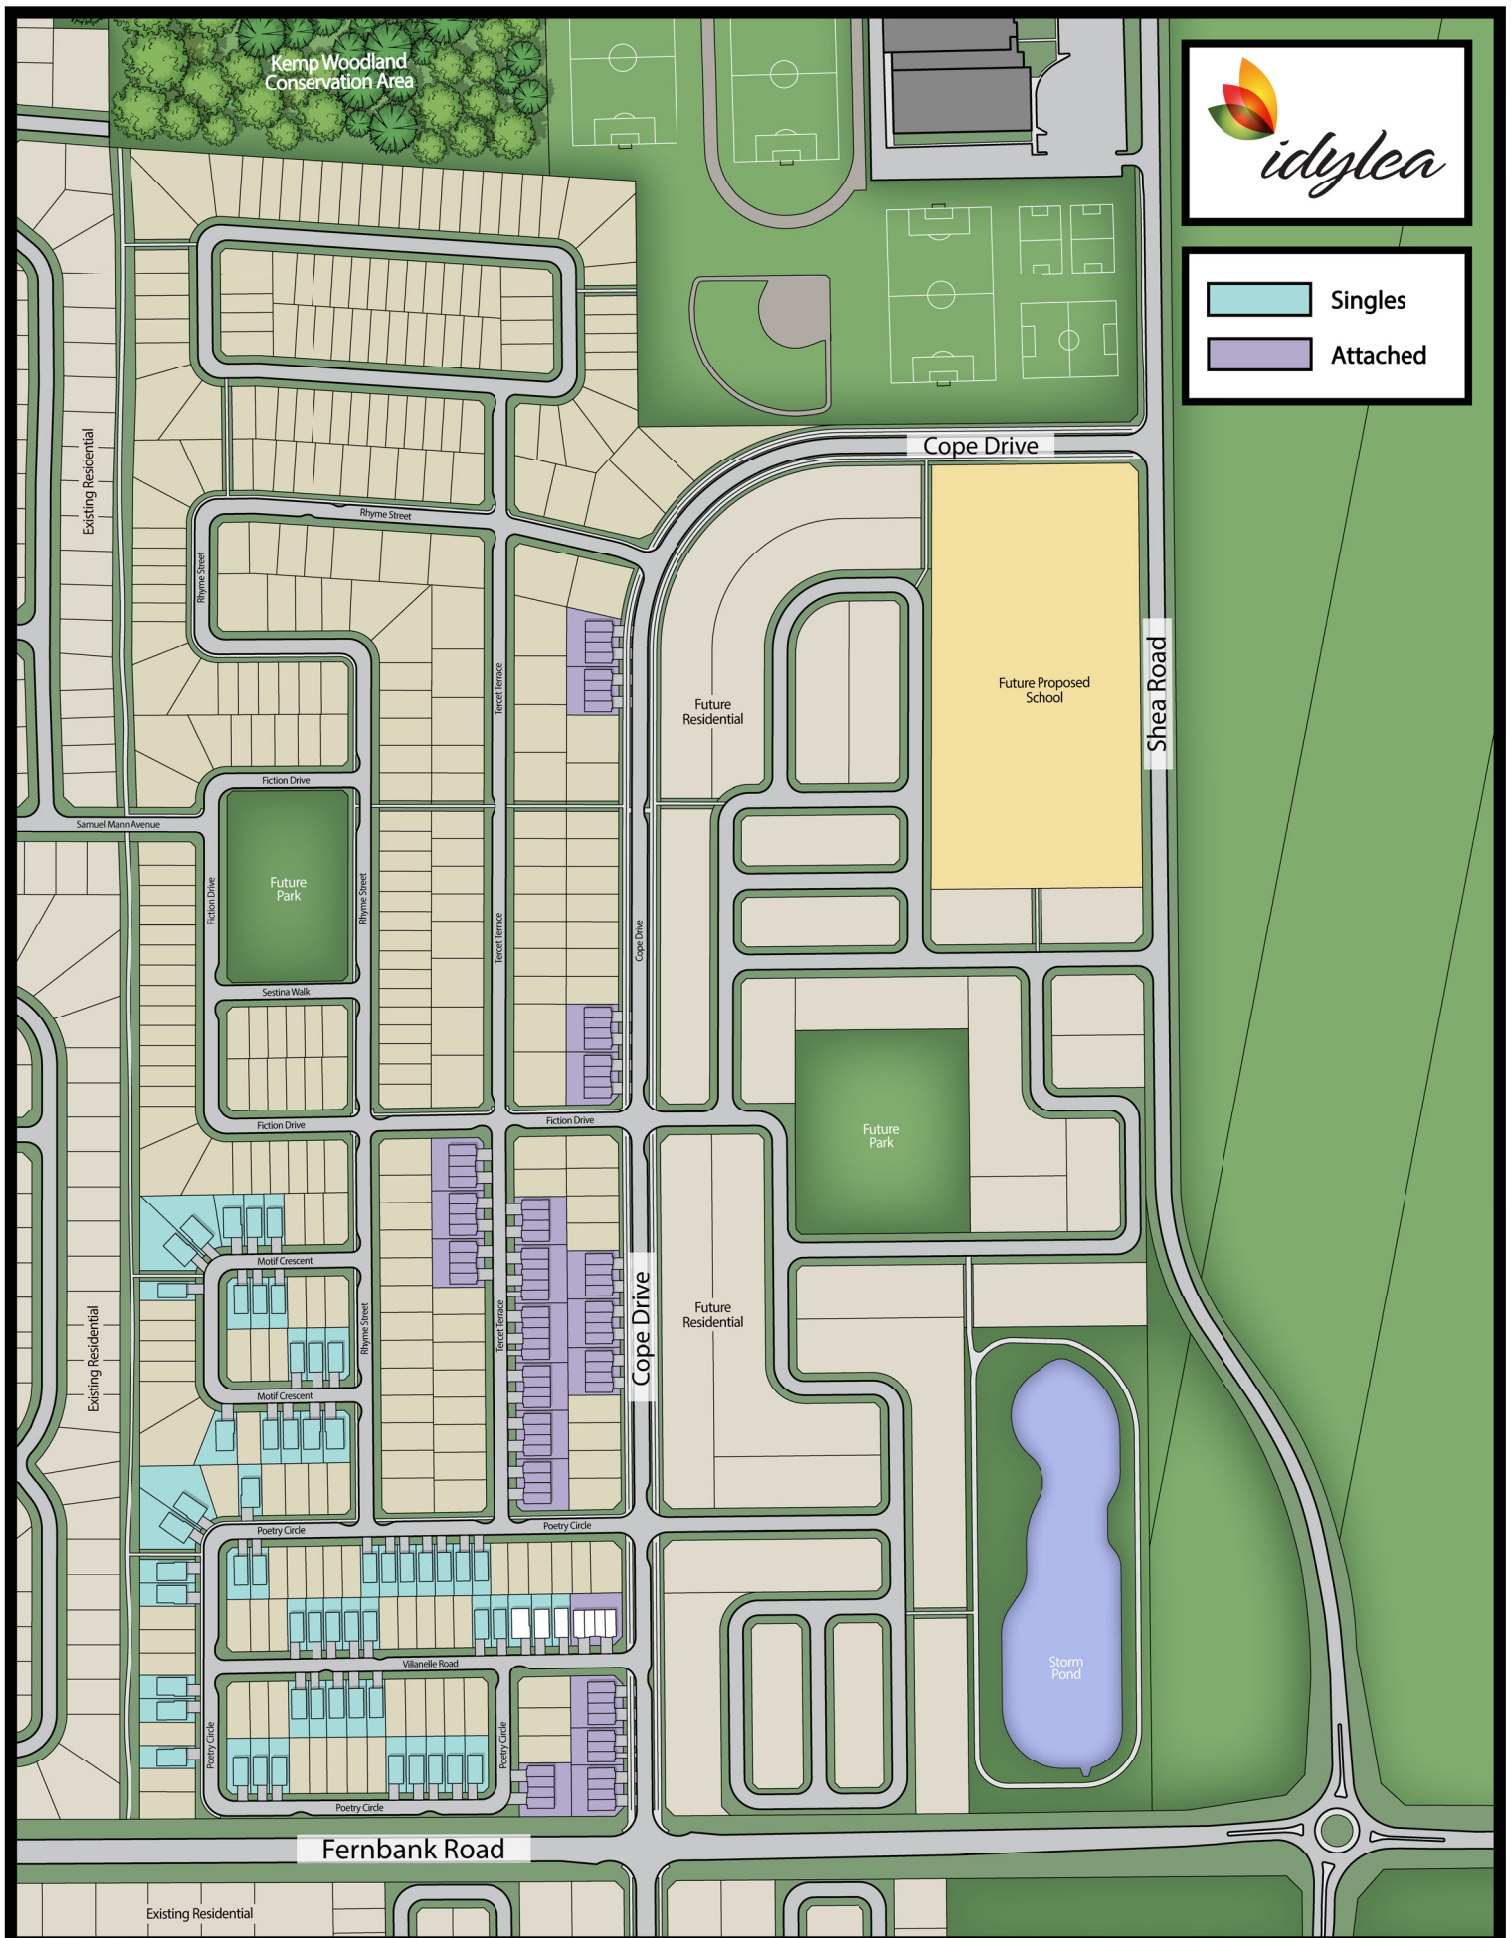 Kemp Woodland
Conservation Area
idylea
Singles
Attached
Existing Resicential
Cope Drive
Rhyme Street
Rhyme Street
Tercet Terrace
Future
Residential
Future Proposed
School
Shea Road
Fiction Drive
Samuel Mann Avenue
Future
Park
Fiction Drive
Rhyme Street
Tercet Terrace
Cope Drive
Sestina Walk
Fiction Drive
Fiction Drive
Future
Park
Motif Crescent
Existing Residential
Rhyme Street
Tercet Terrace
Cope Drive
Future
Residential
Motif Crescent
Poetry Circle
Poetry Circle
Villanelle Road
Storm
Pond
Poetry Circle
Poetry Circle
Poetry Circle
Fernbank Road
Existing Residential